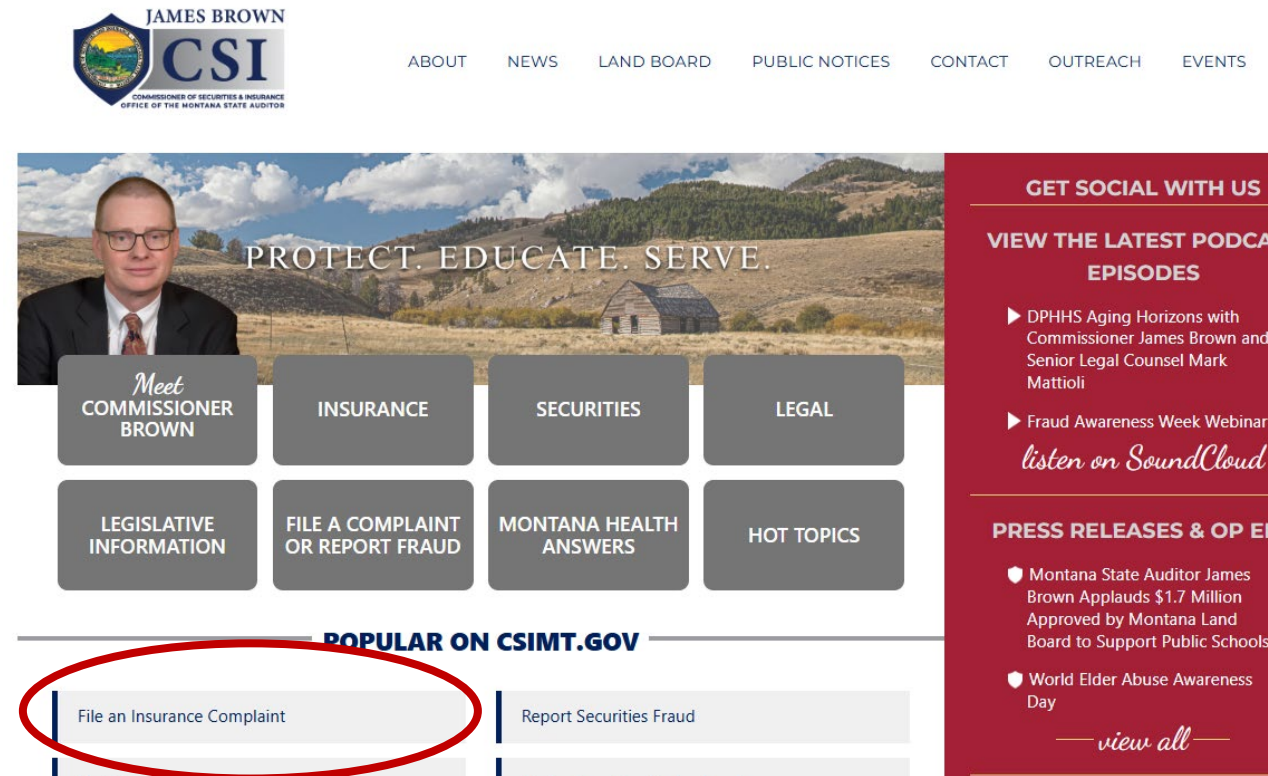 JAMES BROWN
CSI
COMMISSIONER OF SECURITIES & INSURANCE
OFFICE OF THE MONTANA STATE AUDITOR
ABOUT NEWS LAND BOARD PUBLIC NOTICES CONTACT OUTREACH EVENTS
PROTECT. EDUCATE. SERVE.
Meet
COMMISSIONER
BROWN
INSURANCE
SECURITIES
LEGAL
LEGISLATIVE
INFORMATION
FILE A COMPLAINT
OR REPORT FRAUD
MONTANA HEALTH
ANSWERS
HOT TOPICS
POPULAR ON CSIMT.GOV
File an Insurance Complaint
Report Securities Fraud
GET SOCIAL WITH US
VIEW THE LATEST PODCA
EPISODES
DPHHS Aging Horizons with
Commissioner James Brown and
Senior Legal Counsel Mark
Mattioli
Fraud Awareness Week Webinar
listen on SoundCloud
PRESS RELEASES & OP E
Montana State Auditor James
Brown Applauds $1.7 Million
Approved by Montana Land
Board to Support Public Schools
World Elder Abuse Awareness
Day
view all